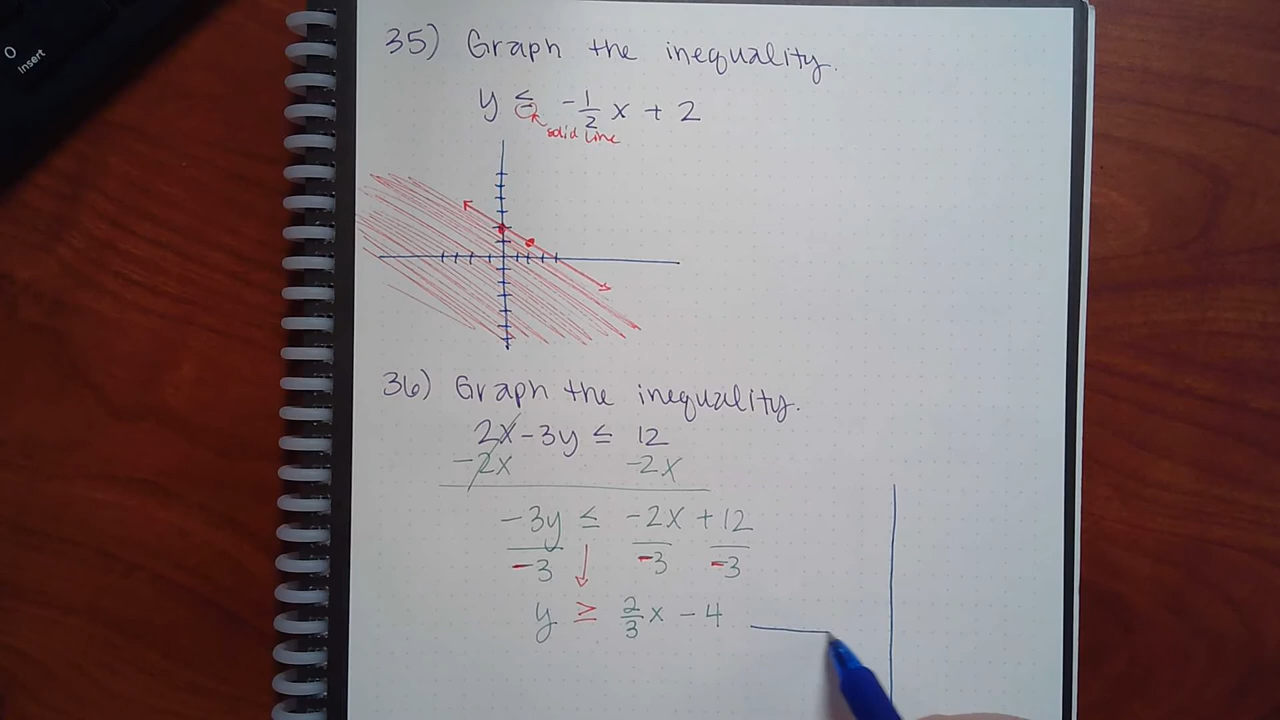 0
Insert
35) Graph the inequality.
y ≤ -1/2 x + 2
solid line
36) Graph the inequality.
2x - 3y ≤ 12
-2x -2x
-3y ≤ -2x + 12
-3 -3 -3
y ≥ 2/3 x - 4